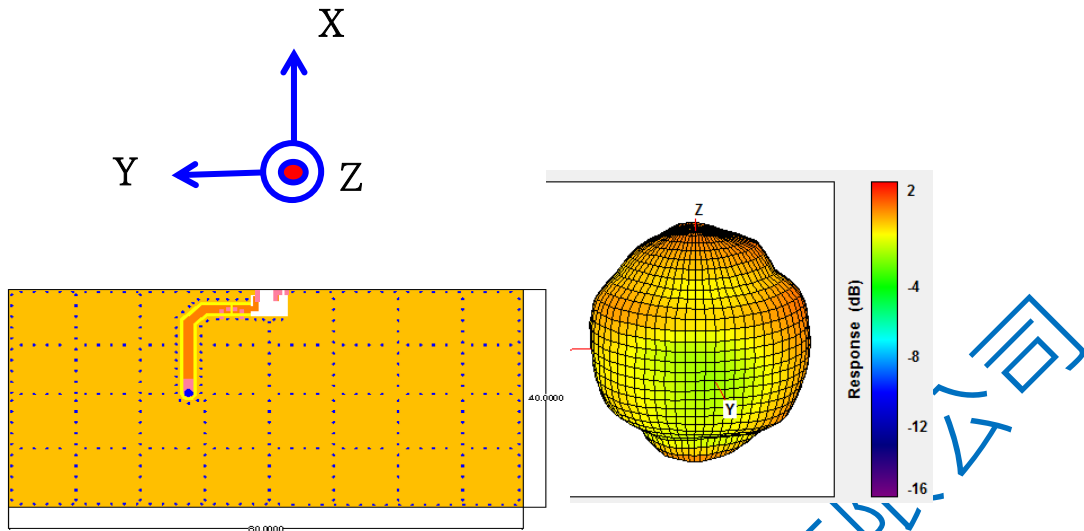 X
Y
Z
2
Z
-4
Response (dB)
-8
Y
-12
-16
40.0000
80.0000
公司